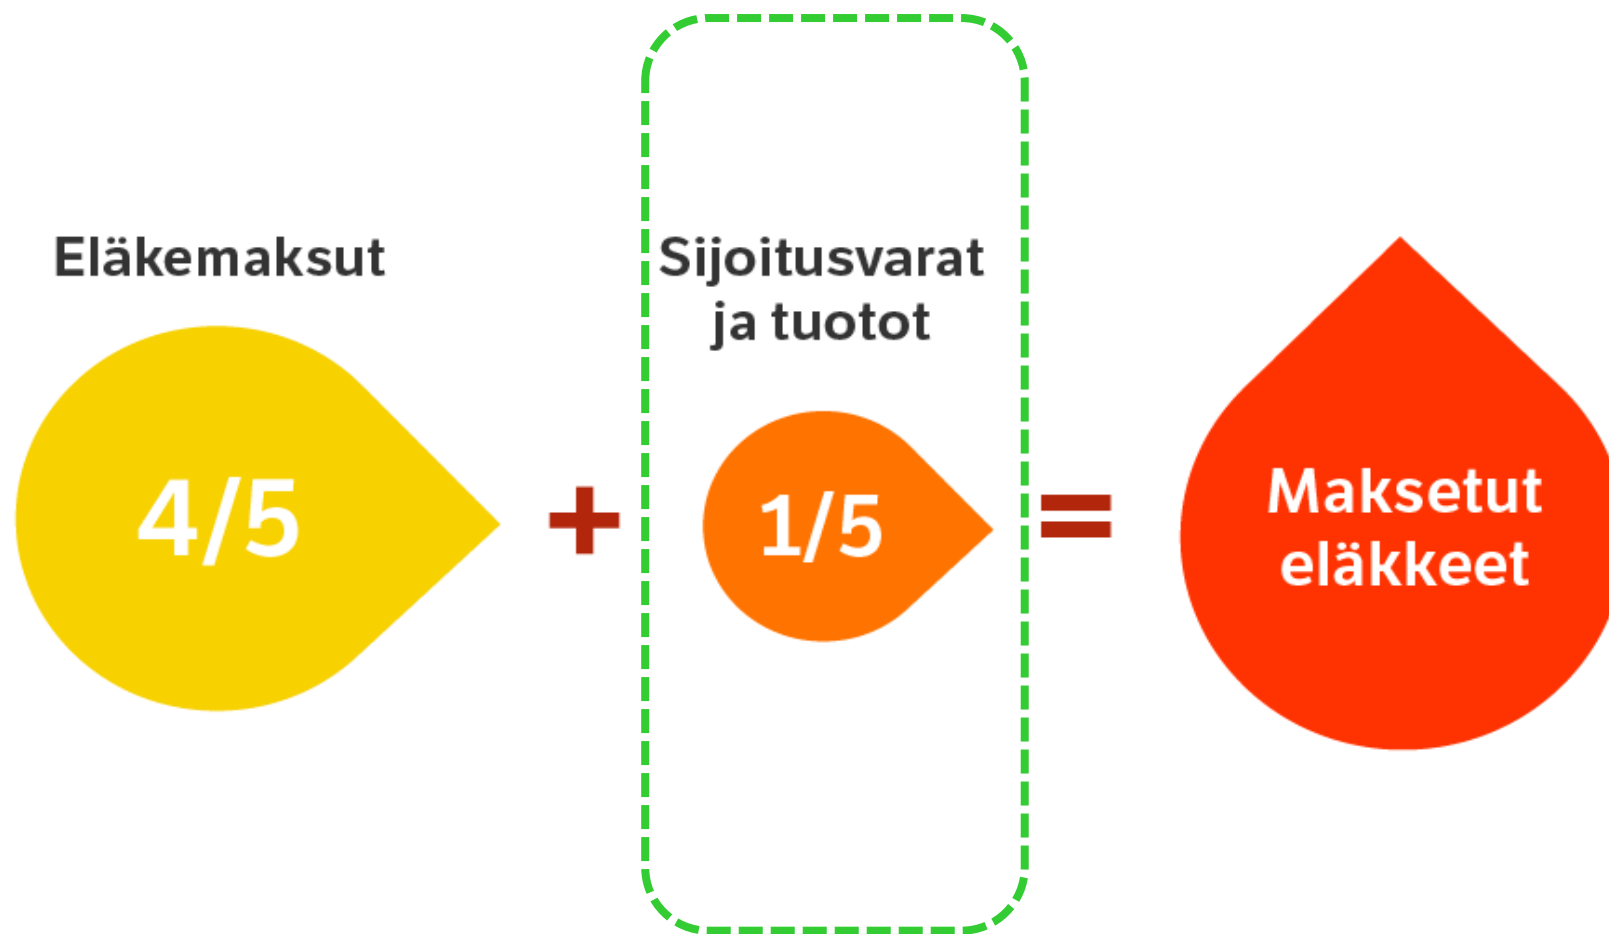 Eläkemaksut
4/5
+
Sijoitusvarat
ja tuotot
1/5
=
Maksetut
eläkkeet